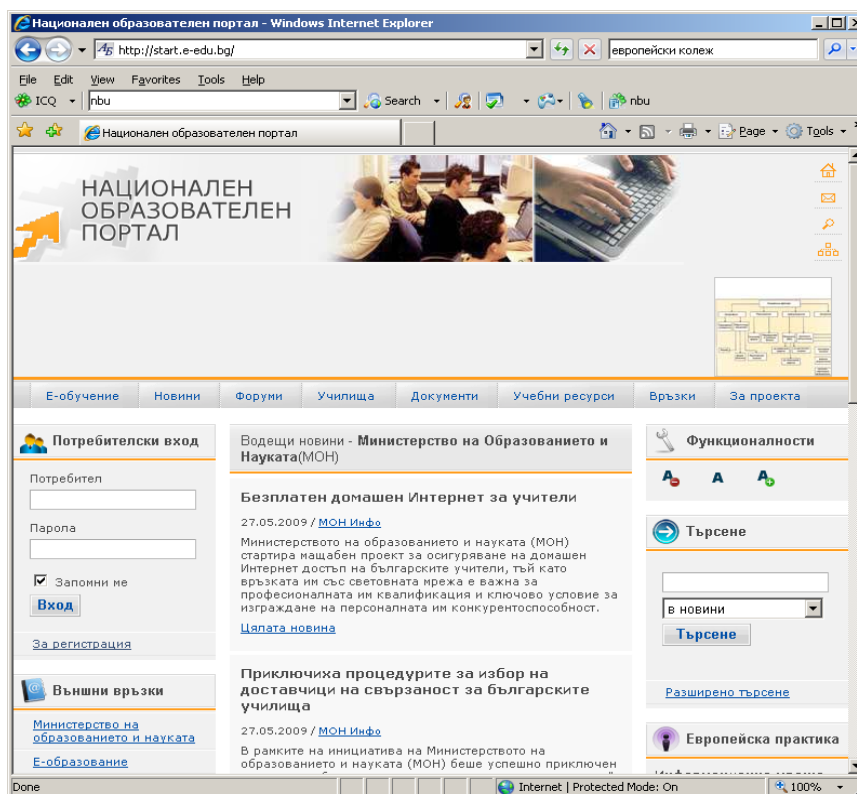 Национален образователен портал - Windows Internet Explorer
http://start.e-edu.bg/
европейски колеж
File Edit View Favorites Tools Help
ICQ nbu Search nbu
Национален образователен портал Page Tools
НАЦИОНАЛЕН
ОБРАЗОВАТЕЛЕН
ПОРТАЛ
Е-обучение Новини Форуми Училища Документи Учебни ресурси Връзки За проекта
Потребителски вход
Потребител
Парола
Запомни ме
Вход
За регистрация
Външни връзки
Министерство на
образованието и науката
Е-образование
Водещи новини - Министерство на Образованието и
Науката(МОН)
Безплатен домашен Интернет за учители
27.05.2009 / МОН Инфо
Министерството на образованието и науката (МОН)
стартира мащабен проект за осигуряване на домашен
Интернет достъп на българските учители, тъй като
връзката им със световната мрежа е важна за
професионалната им квалификация и ключово условие за
изграждане на персоналната им конкурентоспособност.
Цялата новина
Приключиха процедурите за избор на
доставчици на свързаност за българските
училища
27.05.2009 / МОН Инфо
В рамките на инициатива на Министерството на
образованието и науката (МОН) беше успешно приключен
Функционалности
A A A
Търсене
в новини
Търсене
Разширено търсене
Европейска практика
Done Internet | Protected Mode: On 100%